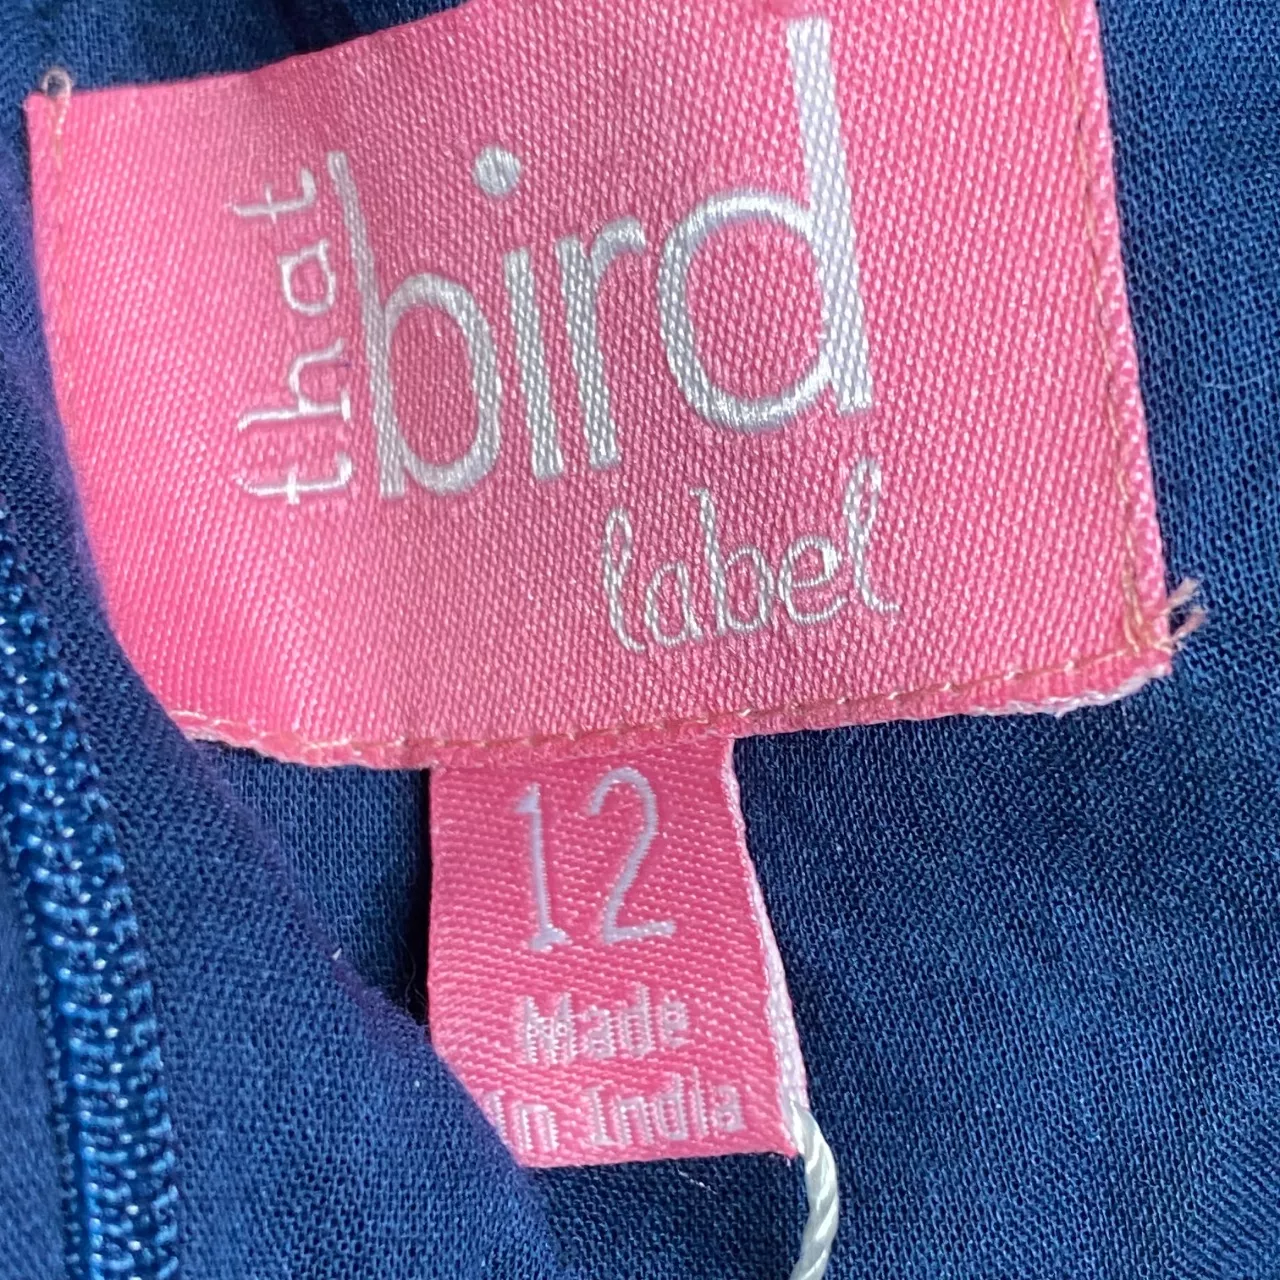 that
bird
label
12
Made
in India